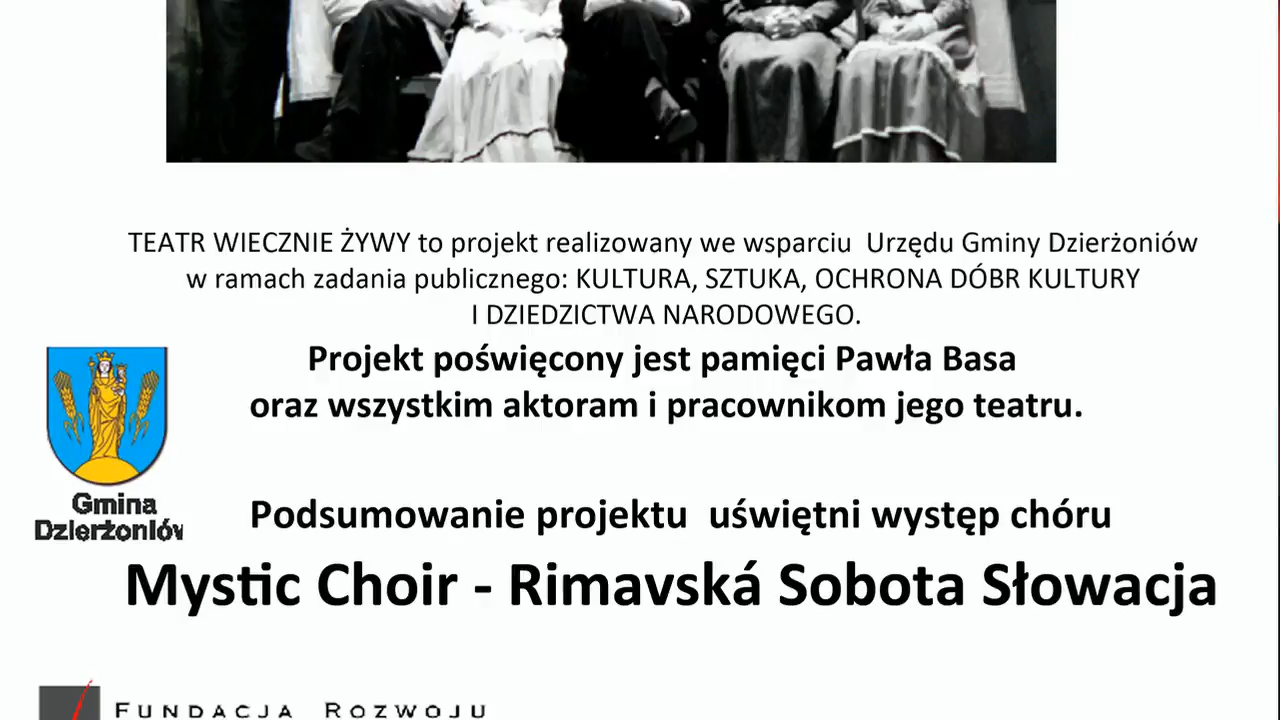 TEATR WIECZNIE ŻYWY to projekt realizowany we wsparciu Urzędu Gminy Dzierżoniów
w ramach zadania publicznego: KULTURA, SZTUKA, OCHRONA DÓBR KULTURY
I DZIEDZICTWA NARODOWEGO.
Projekt poświęcony jest pamięci Pawła Basa
oraz wszystkim aktoram i pracownikom jego teatru.
Gmina
Dzierżoniów
Podsumowanie projektu uświętni występ chóru
Mystic Choir - Rimavská Sobota Słowacja
FUNDACJA ROZWOJU